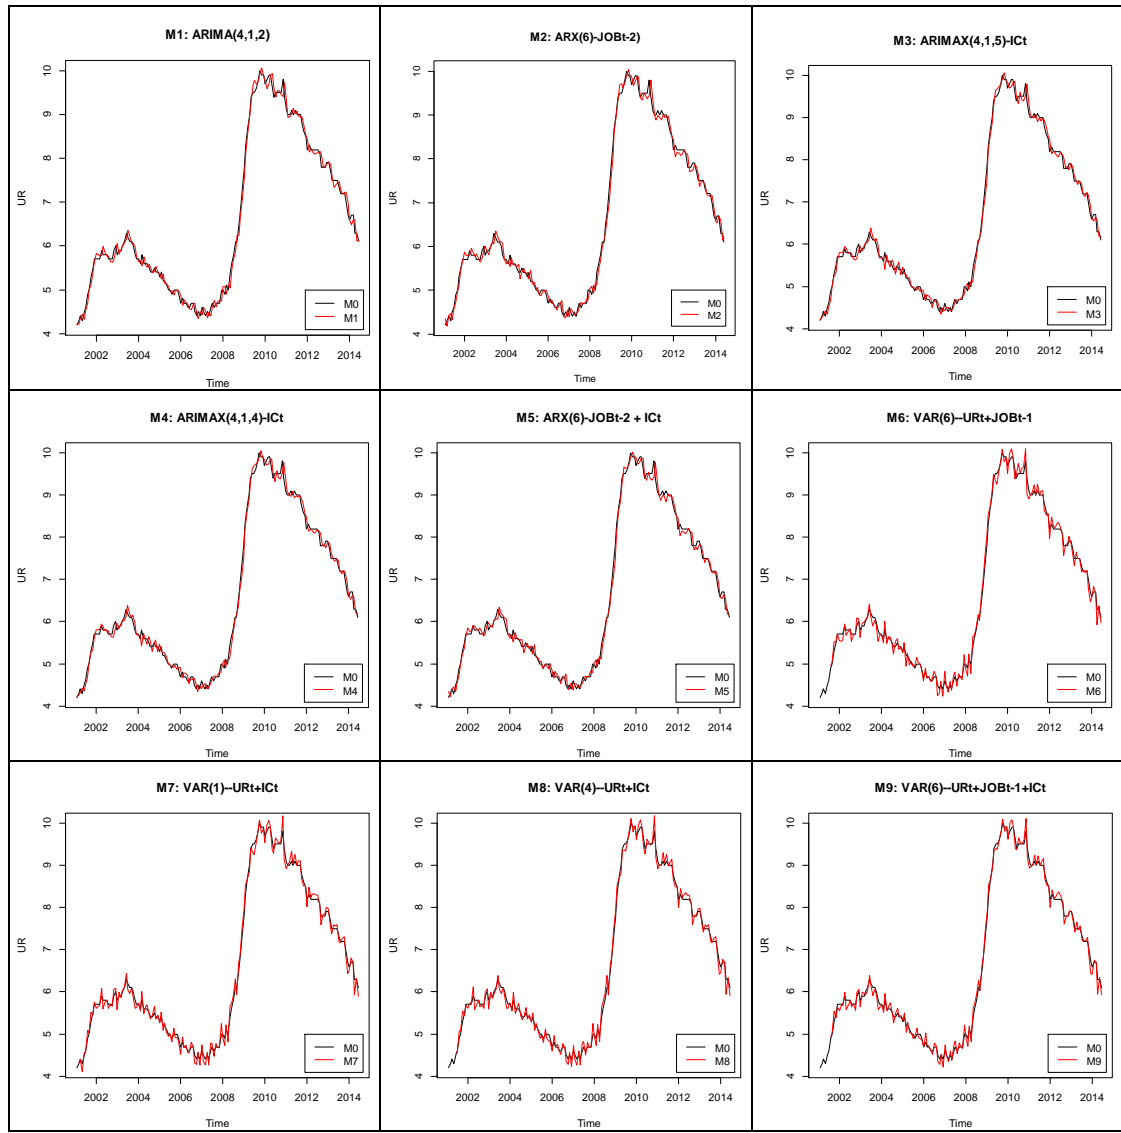 M1: ARIMA(4,1,2)
UR
10
9
8
7
6
5
4
M0
M1
2002 2004 2006 2008 2010 2012 2014
Time
M2: ARX(6)-JOBt-2)
UR
10
9
8
7
6
5
4
M0
M2
2002 2004 2006 2008 2010 2012 2014
Time
M3: ARIMAX(4,1,5)-ICt
UR
10
9
8
7
6
5
4
M0
M3
2002 2004 2006 2008 2010 2012 2014
Time
M4: ARIMAX(4,1,4)-ICt
UR
10
9
8
7
6
5
4
M0
M4
2002 2004 2006 2008 2010 2012 2014
Time
M5: ARX(6)-JOBt-2 + ICt
UR
10
9
8
7
6
5
4
M0
M5
2002 2004 2006 2008 2010 2012 2014
Time
M6: VAR(6)--URt+JOBt-1
UR
10
9
8
7
6
5
4
M0
M6
2002 2004 2006 2008 2010 2012 2014
Time
M7: VAR(1)--URt+ICt
UR
10
9
8
7
6
5
4
M0
M7
2002 2004 2006 2008 2010 2012 2014
Time
M8: VAR(4)--URt+ICt
UR
10
9
8
7
6
5
4
M0
M8
2002 2004 2006 2008 2010 2012 2014
Time
M9: VAR(6)--URt+JOBt-1+ICt
UR
10
9
8
7
6
5
4
M0
M9
2002 2004 2006 2008 2010 2012 2014
Time